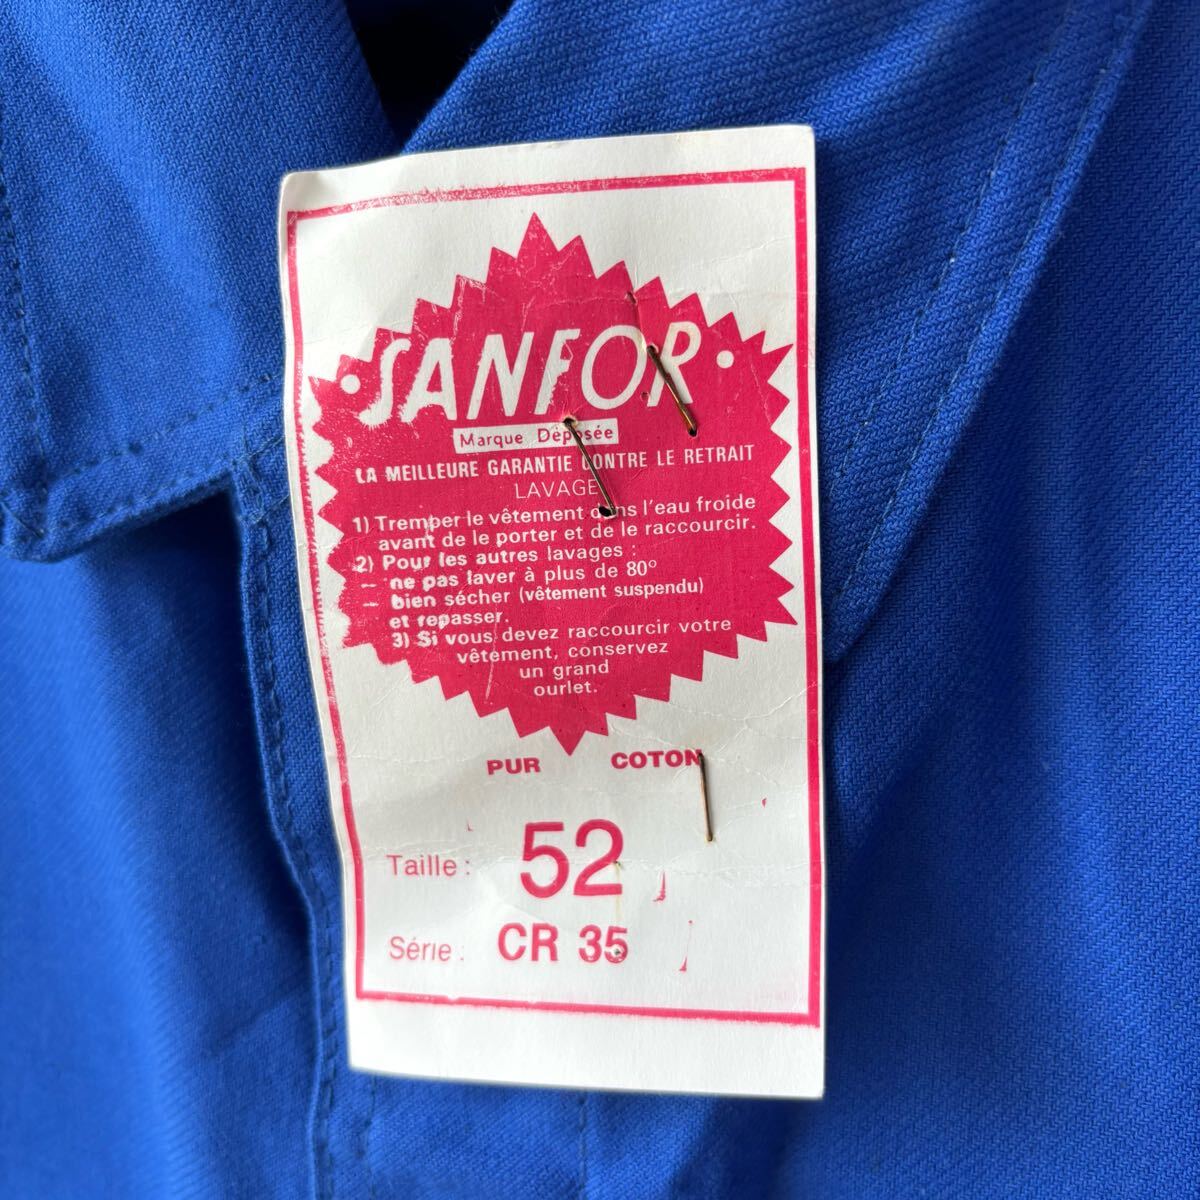 • SANFOR •
Marque Déposée
LA MEILLEURE GARANTIE CONTRE LE RETRAIT
LAVAGE
1) Tremper le vêtement dans l'eau froide
avant de le porter et de le raccourcir.
2) Pour les autres lavages :
– ne pas laver à plus de 80°
– bien sécher (vêtement suspendu)
et repasser.
3) Si vous devez raccourcir votre
vêtement, conservez
un grand
ourlet.
PUR COTON
Taille : 52
Série : CR 35